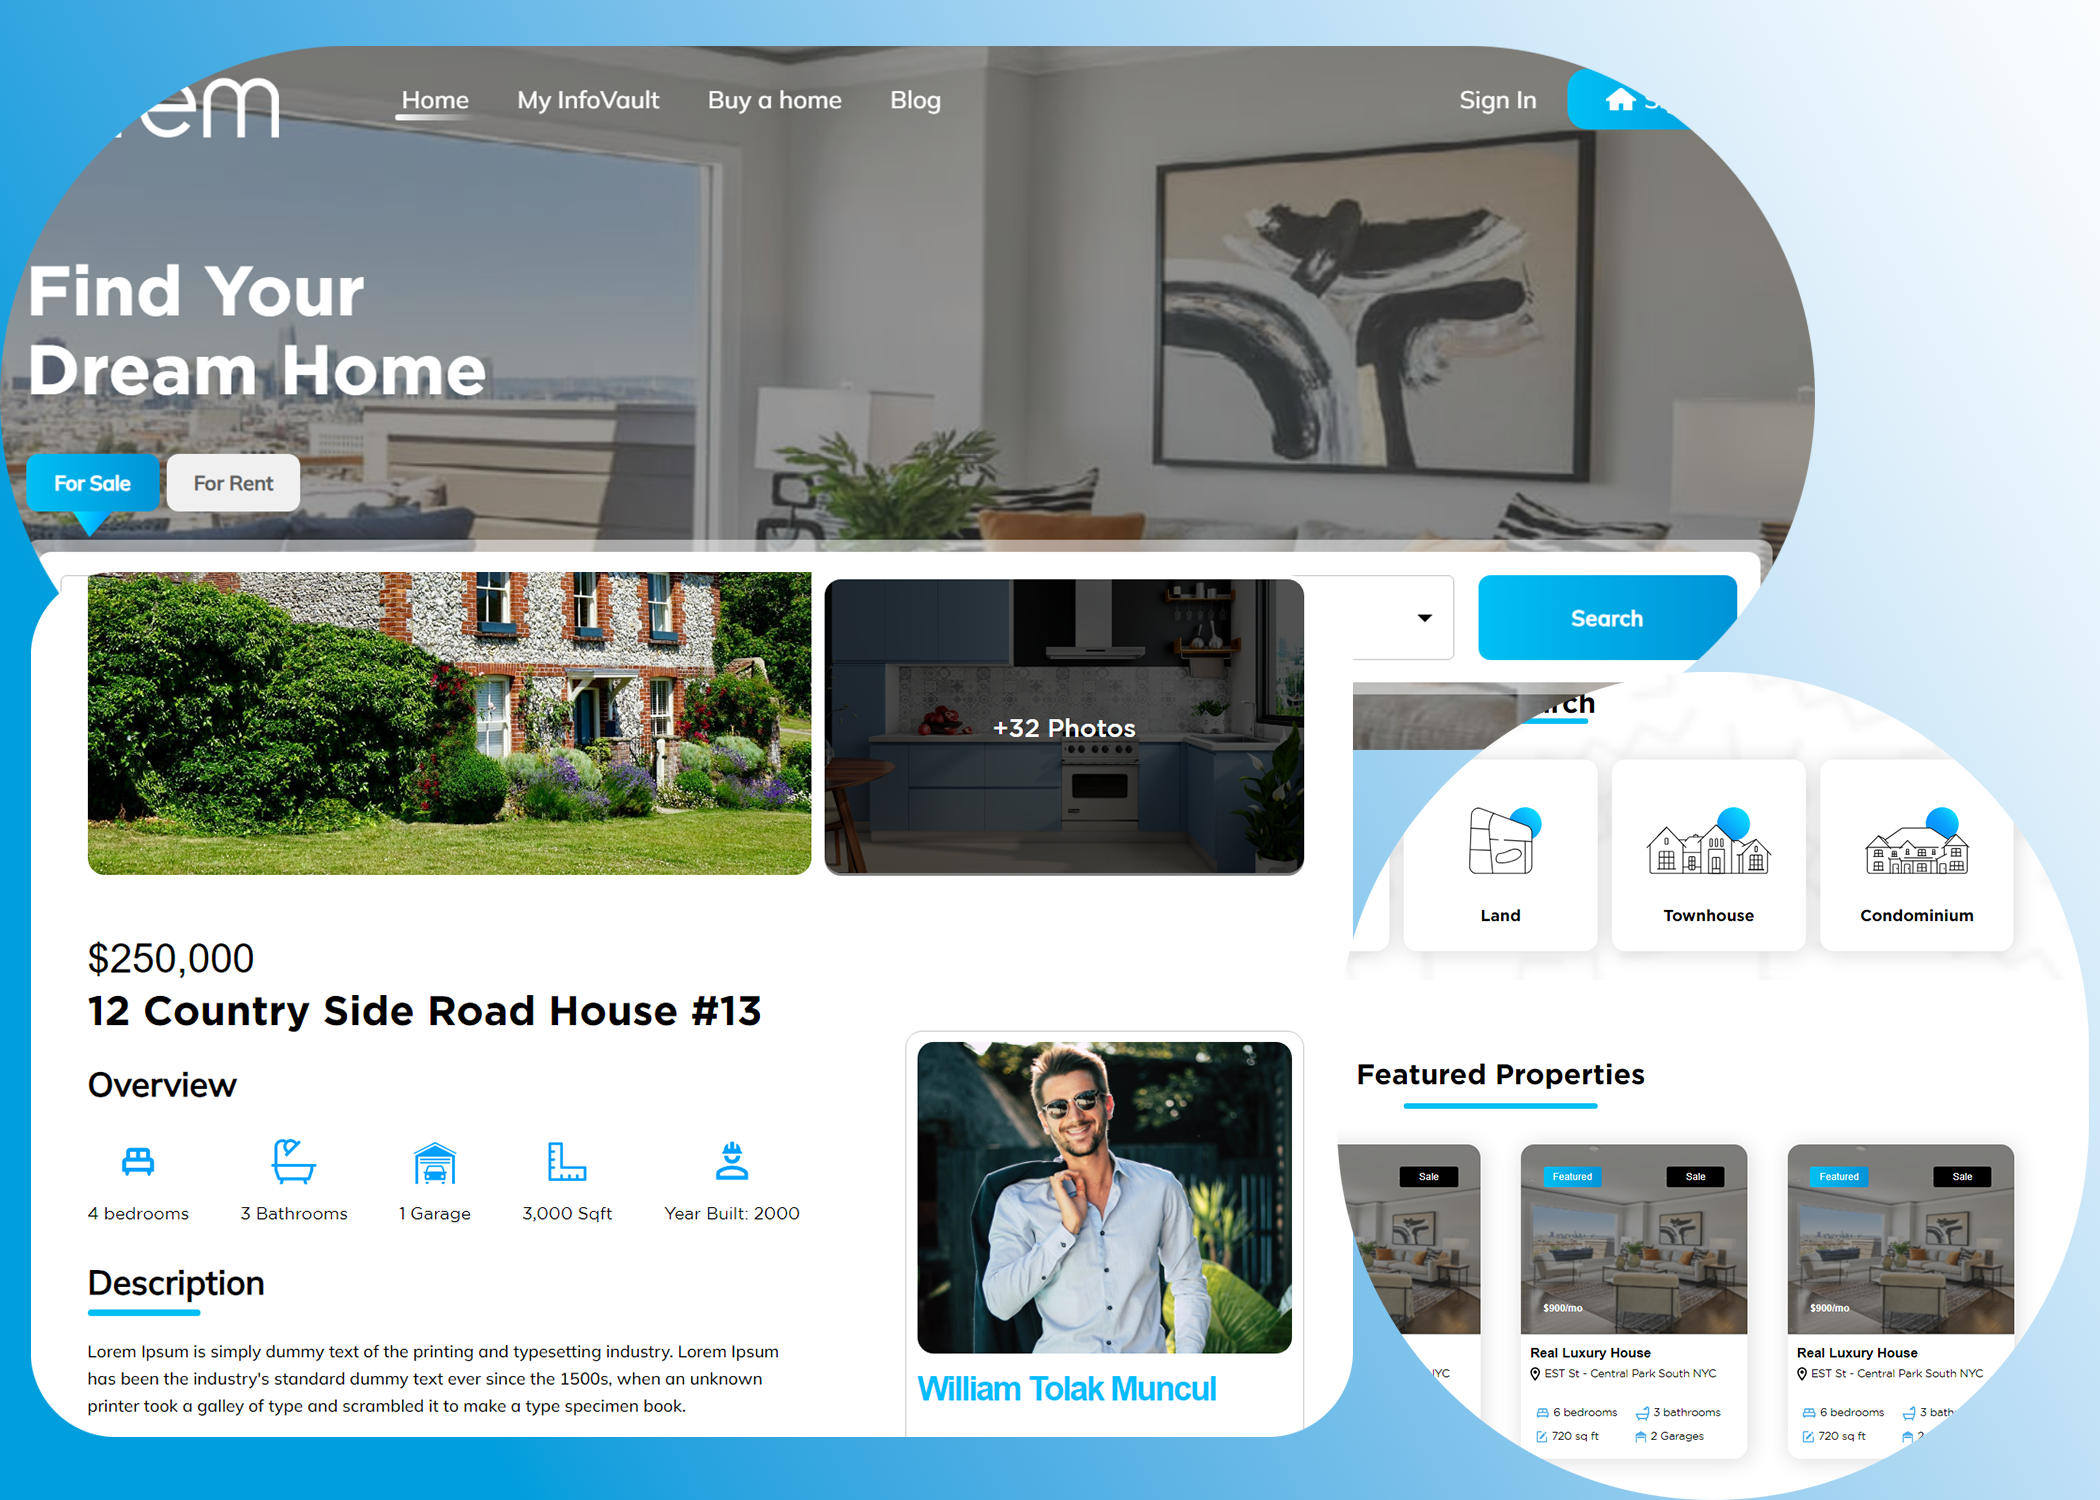 Home My InfoVault Buy a home Blog Sign In
Find Your
Dream Home
For Sale For Rent
Search
+32 Photos
Land Townhouse Condominium
$250,000
12 Country Side Road House #13
Overview
4 bedrooms 3 Bathrooms 1 Garage 3,000 Sqft Year Built: 2000
Description
Lorem Ipsum is simply dummy text of the printing and typesetting industry. Lorem Ipsum
has been the industry's standard dummy text ever since the 1500s, when an unknown
printer took a galley of type and scrambled it to make a type specimen book.
William Tolak Muncul
Featured Properties
Sale
NYC
Featured Sale
$900/mo
Real Luxury House
EST St - Central Park South NYC
6 bedrooms 3 bathrooms
720 sq ft 2 Garages
Featured Sale
$900/mo
Real Luxury House
EST St - Central Park South NYC
6 bedrooms 3
720 sq ft 2